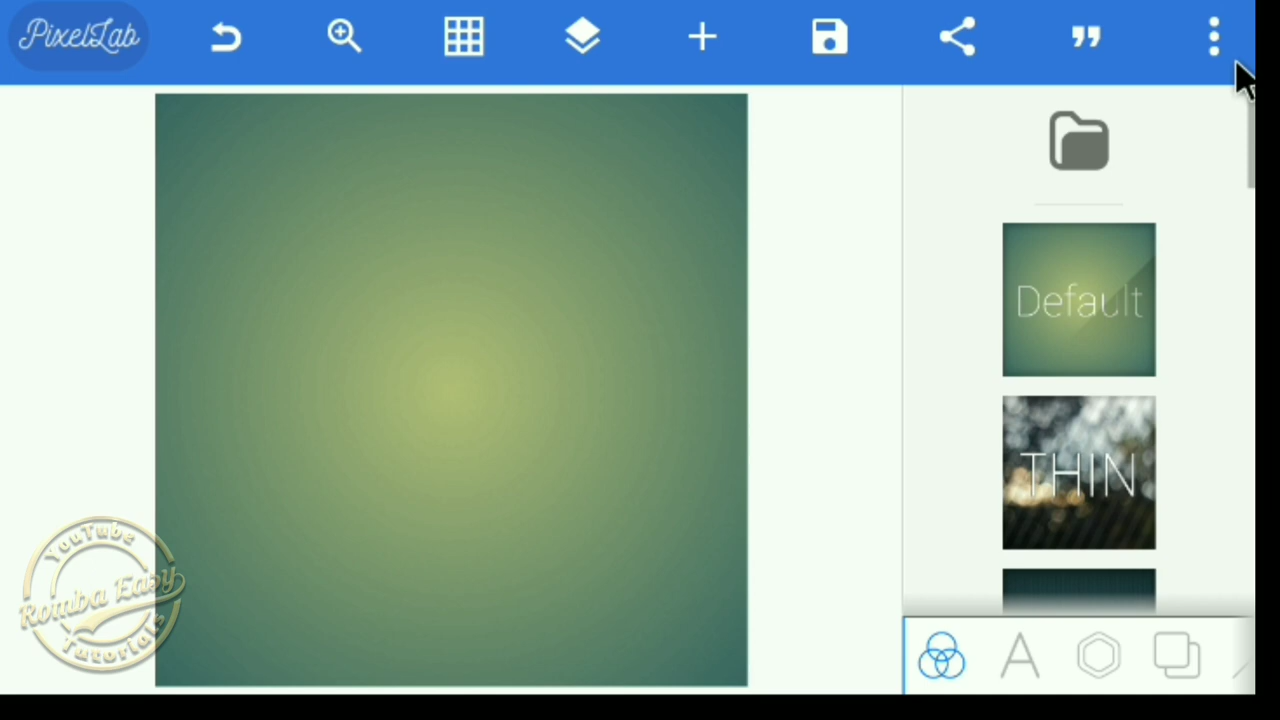 PixelLab
Default
THIN
YouTube
Romba Easy
Tutorials